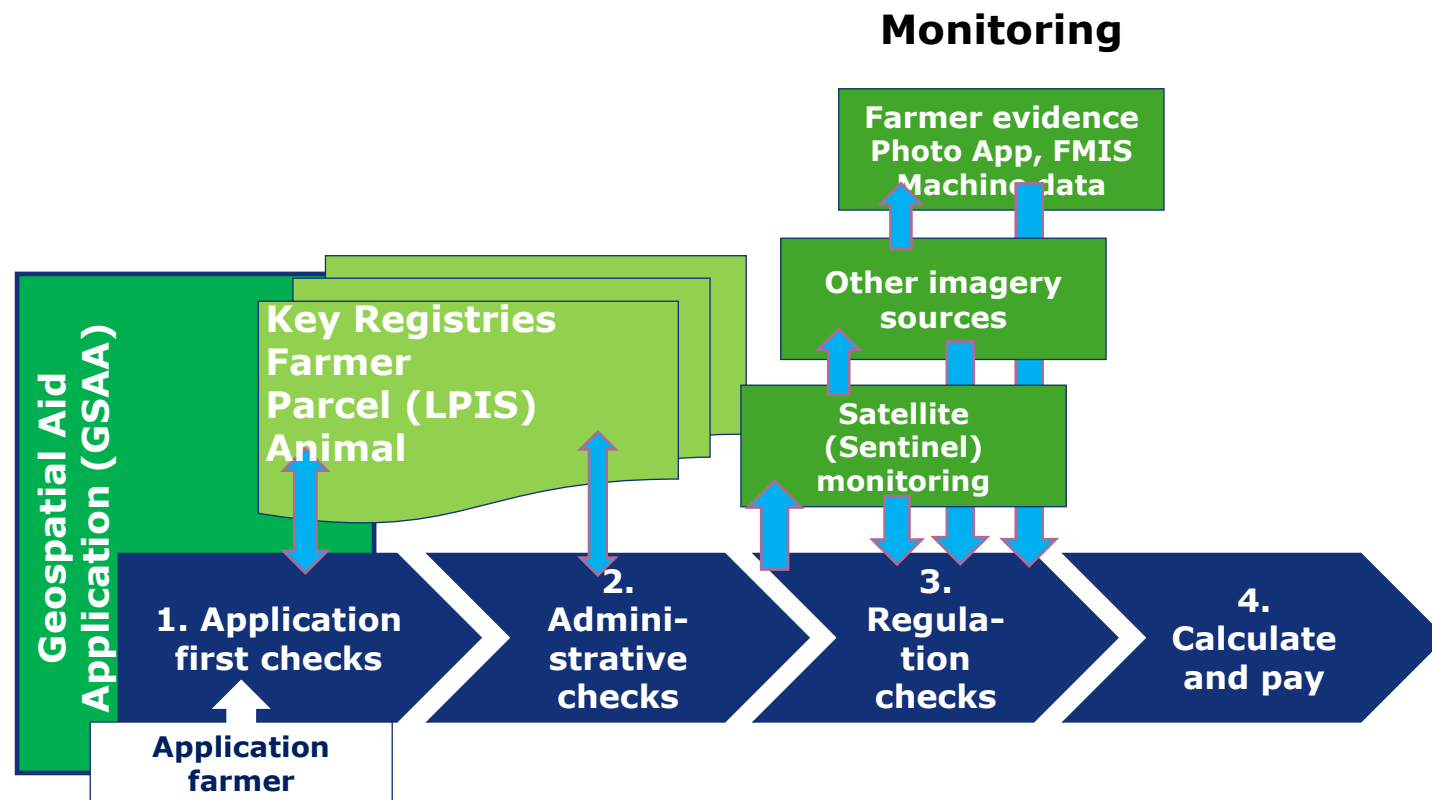 Monitoring
Farmer evidence
Photo App, FMIS
Machine data
Other imagery
sources
Satellite
(Sentinel)
monitoring
Geospatial Aid
Application (GSAA)
Key Registries
Farmer
Parcel (LPIS)
Animal
1. Application
first checks
2.
Admini-
strative
checks
3.
Regula-
tion
checks
4.
Calculate
and pay
Application
farmer